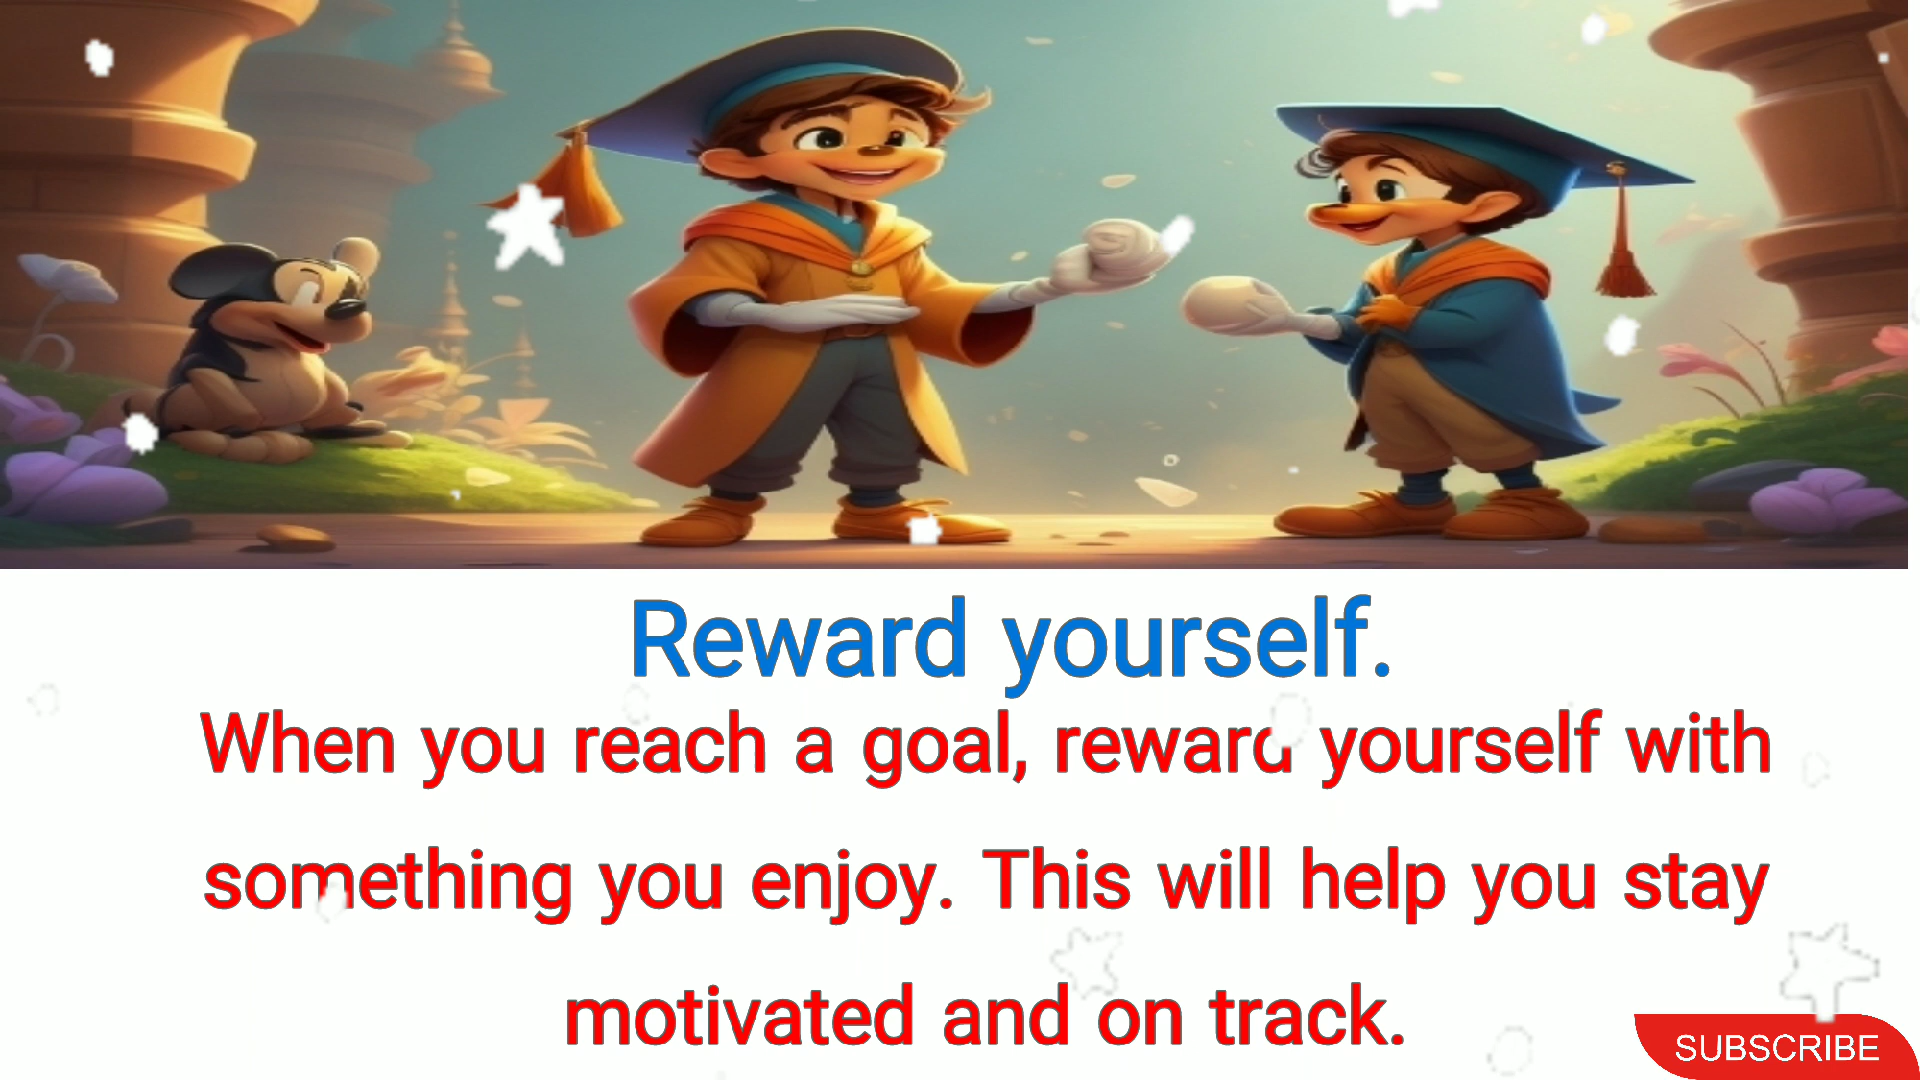 Reward yourself.
When you reach a goal, reward yourself with
something you enjoy. This will help you stay
motivated and on track.
SUBSCRIBE